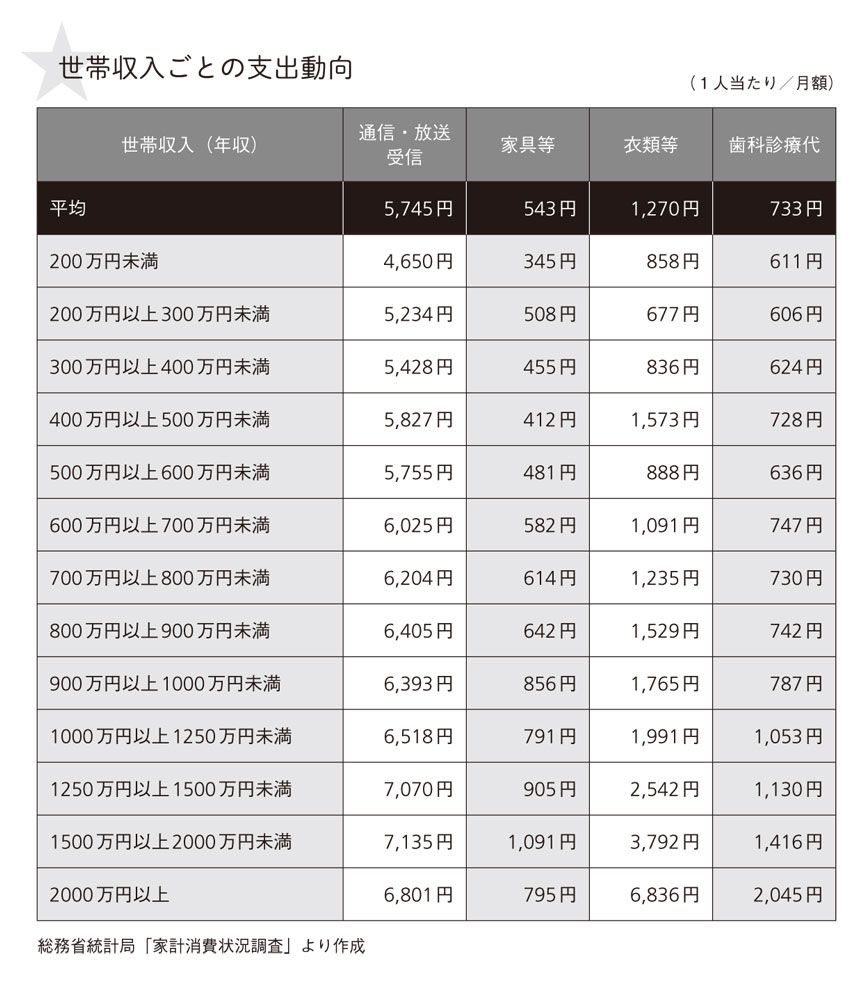 世帯収入ごとの支出動向
（1人当たり／月額）
世帯収入（年収） 通信・放送受信 家具等 衣類等 歯科診療代
平均 5,745円 543円 1,270円 733円
200万円未満 4,650円 345円 858円 611円
200万円以上300万円未満 5,234円 508円 677円 606円
300万円以上400万円未満 5,428円 455円 836円 624円
400万円以上500万円未満 5,827円 412円 1,573円 728円
500万円以上600万円未満 5,755円 481円 888円 636円
600万円以上700万円未満 6,025円 582円 1,091円 747円
700万円以上800万円未満 6,204円 614円 1,235円 730円
800万円以上900万円未満 6,405円 642円 1,529円 742円
900万円以上1000万円未満 6,393円 856円 1,765円 787円
1000万円以上1250万円未満 6,518円 791円 1,991円 1,053円
1250万円以上1500万円未満 7,070円 905円 2,542円 1,130円
1500万円以上2000万円未満 7,135円 1,091円 3,792円 1,416円
2000万円以上 6,801円 795円 6,836円 2,045円
総務省統計局「家計消費状況調査」より作成